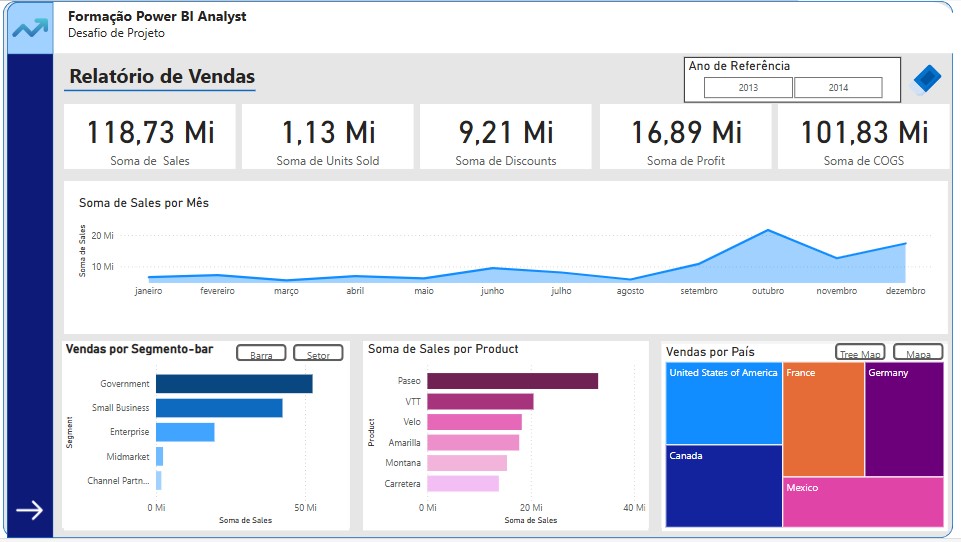 Formação Power BI Analyst
Desafio de Projeto
Relatório de Vendas
Ano de Referência
2013
2014
118,73 Mi
Soma de Sales
1,13 Mi
Soma de Units Sold
9,21 Mi
Soma de Discounts
16,89 Mi
Soma de Profit
101,83 Mi
Soma de COGS
Soma de Sales por Mês
Soma de Sales
20 Mi
10 Mi
janeiro
fevereiro
março
abril
maio
junho
julho
agosto
setembro
outubro
novembro
dezembro
Vendas por Segmento-bar
Barra
Setor
Segment
Government
Small Business
Enterprise
Midmarket
Channel Partn...
0 Mi
50 Mi
Soma de Sales
Soma de Sales por Product
Product
Paseo
VTT
Velo
Amarilla
Montana
Carretera
0 Mi
20 Mi
40 Mi
Soma de Sales
Vendas por País
Tree Map
Mapa
United States of America
France
Germany
Canada
Mexico